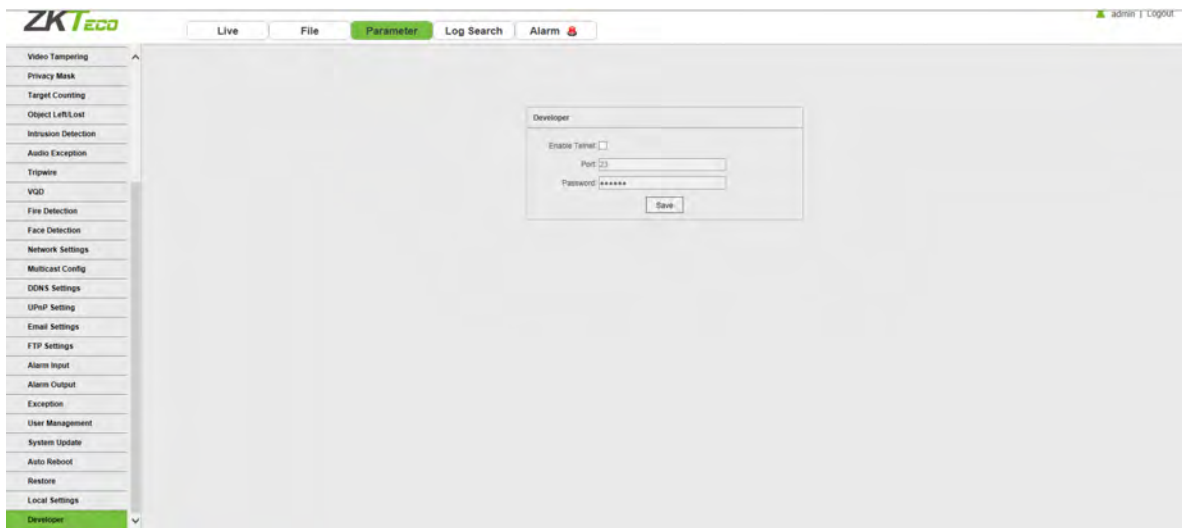 ZKTECO
admin | Logout
Live
File
Parameter
Log Search
Alarm
Video Tampering
Privacy Mask
Target Counting
Object Left/Lost
Intrusion Detection
Audio Exception
Tripwire
VQD
Fire Detection
Face Detection
Network Settings
Multicast Config
DDNS Settings
UPnP Setting
Email Settings
FTP Settings
Alarm Input
Alarm Output
Exception
User Management
System Update
Auto Reboot
Restore
Local Settings
Developer
Developer
Enable Telnet:
Port: 23
Password: ••••••
Save